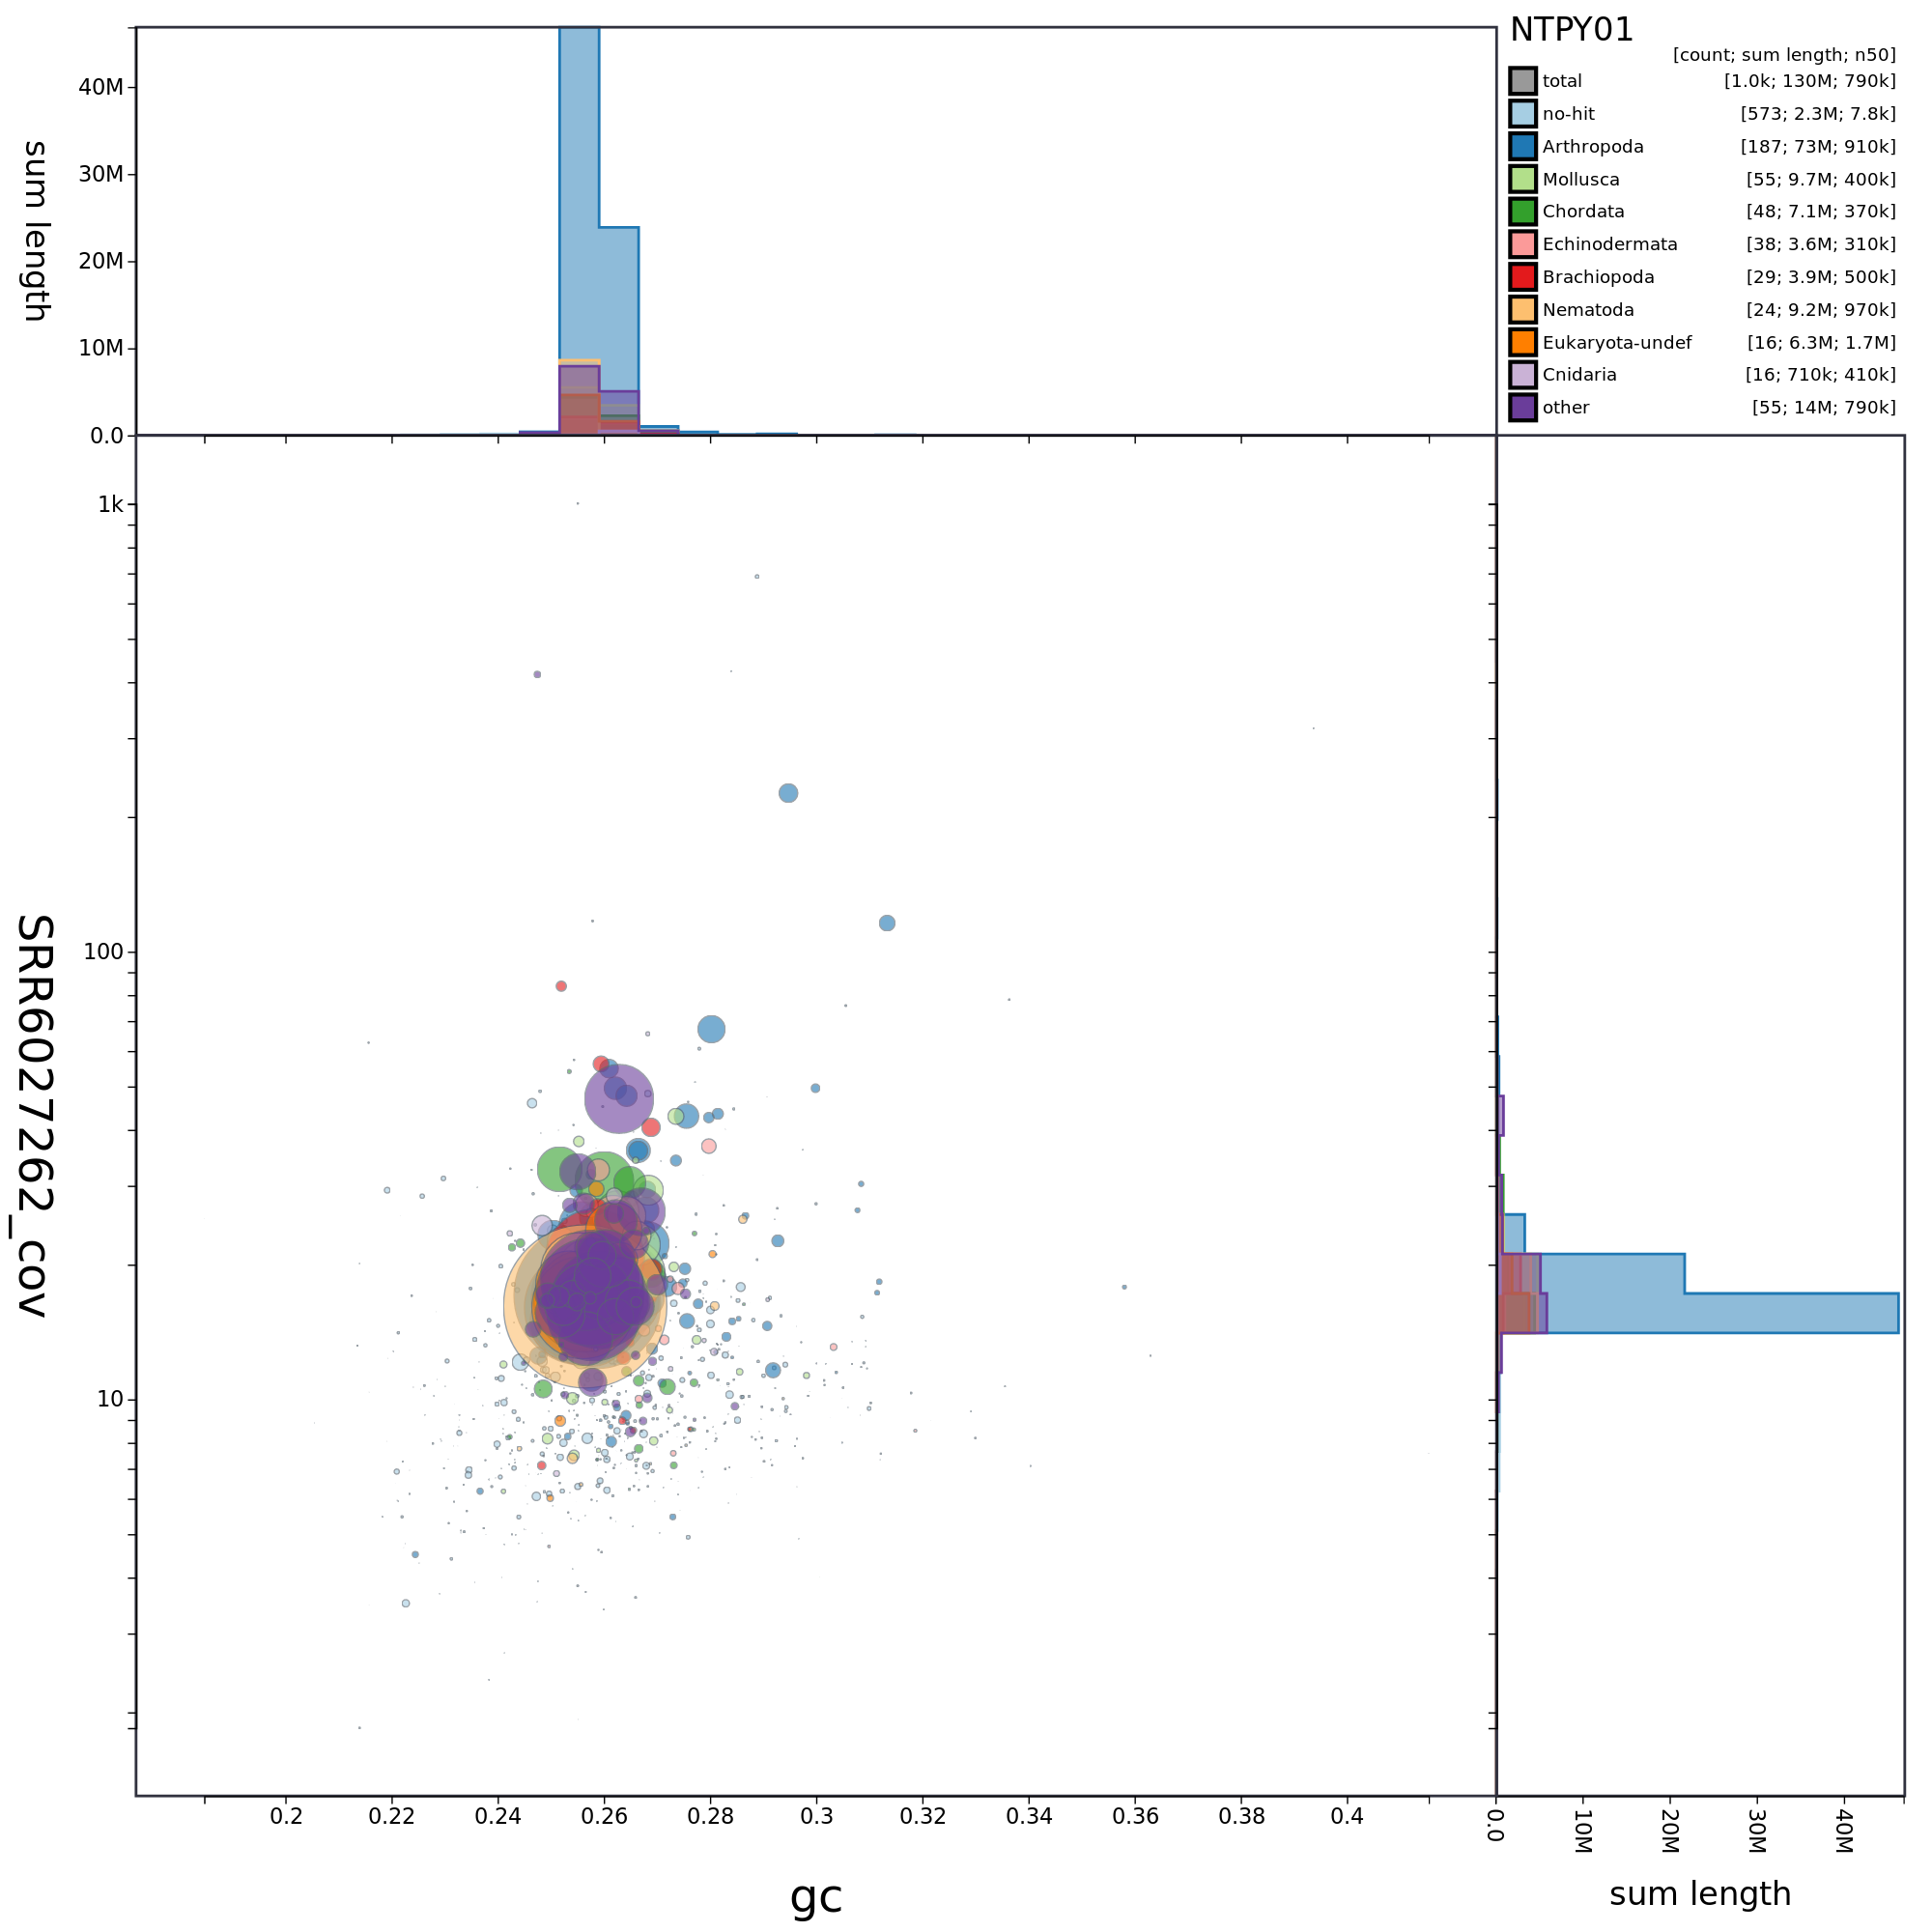 NTPY01
[count; sum length; n50]
total [1.0k; 130M; 790k]
no-hit [573; 2.3M; 7.8k]
Arthropoda [187; 73M; 910k]
Mollusca [55; 9.7M; 400k]
Chordata [48; 7.1M; 370k]
Echinodermata [38; 3.6M; 310k]
Brachiopoda [29; 3.9M; 500k]
Nematoda [24; 9.2M; 970k]
Eukaryota-undef [16; 6.3M; 1.7M]
Cnidaria [16; 710k; 410k]
other [55; 14M; 790k]
sum length
40M
30M
20M
10M
0.0
SRR6027262_cov
1k
100
10
0.2 0.22 0.24 0.26 0.28 0.3 0.32 0.34 0.36 0.38 0.4
gc
0.0 10M 20M 30M 40M
sum length